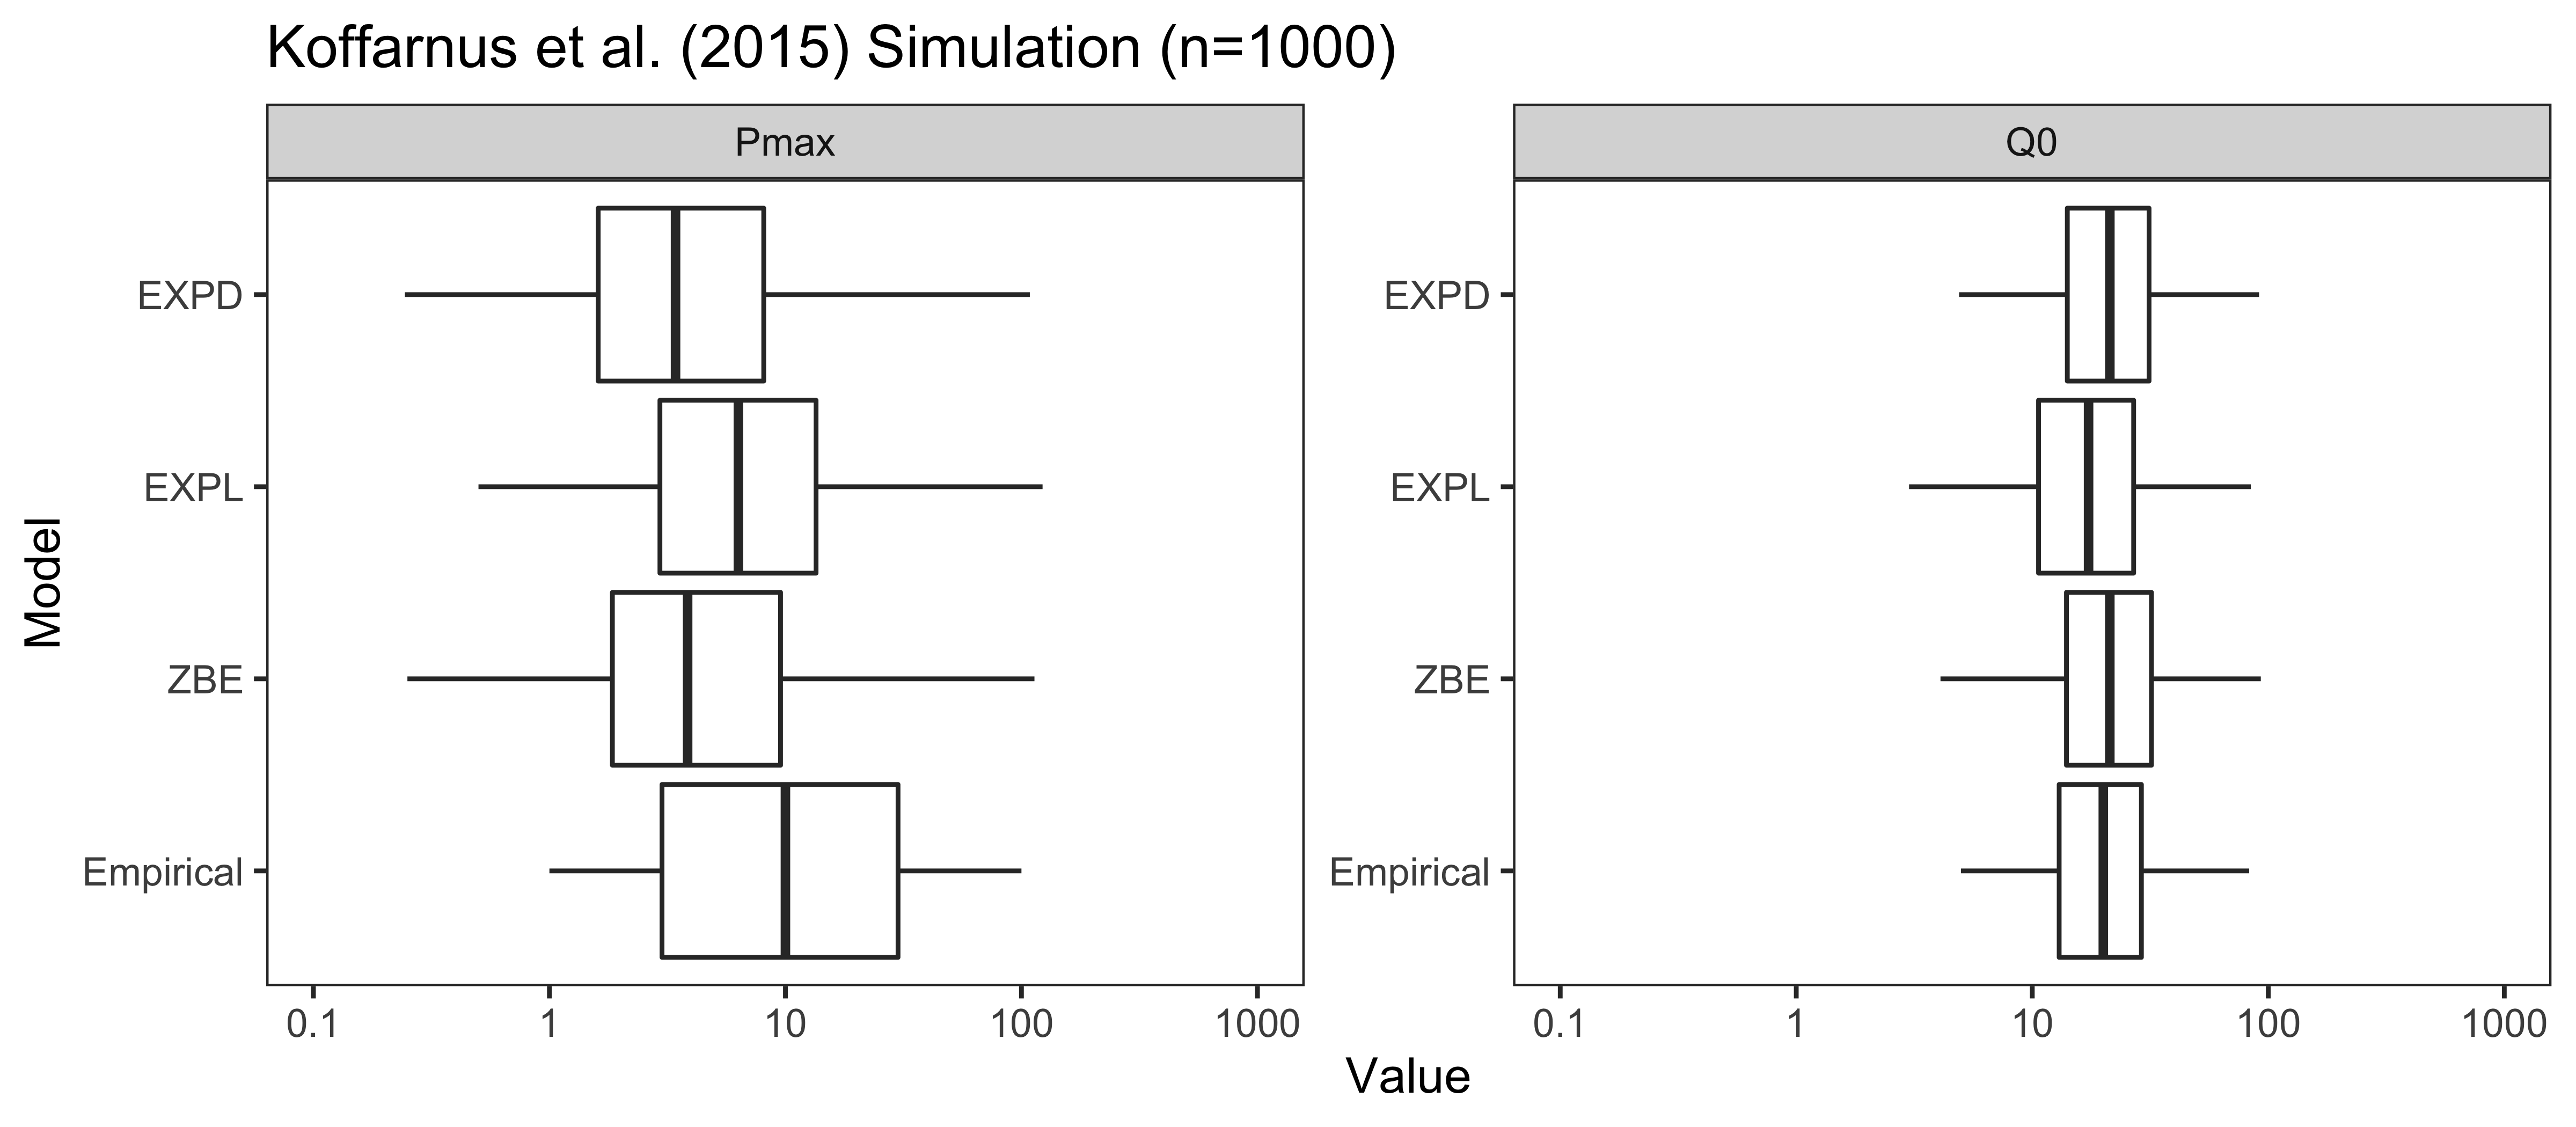 Koffarnus et al. (2015) Simulation (n=1000)
Pmax
Q0
Model
EXPD
EXPL
ZBE
Empirical
EXPD
EXPL
ZBE
Empirical
0.1 1 10 100 1000
0.1 1 10 100 1000
Value